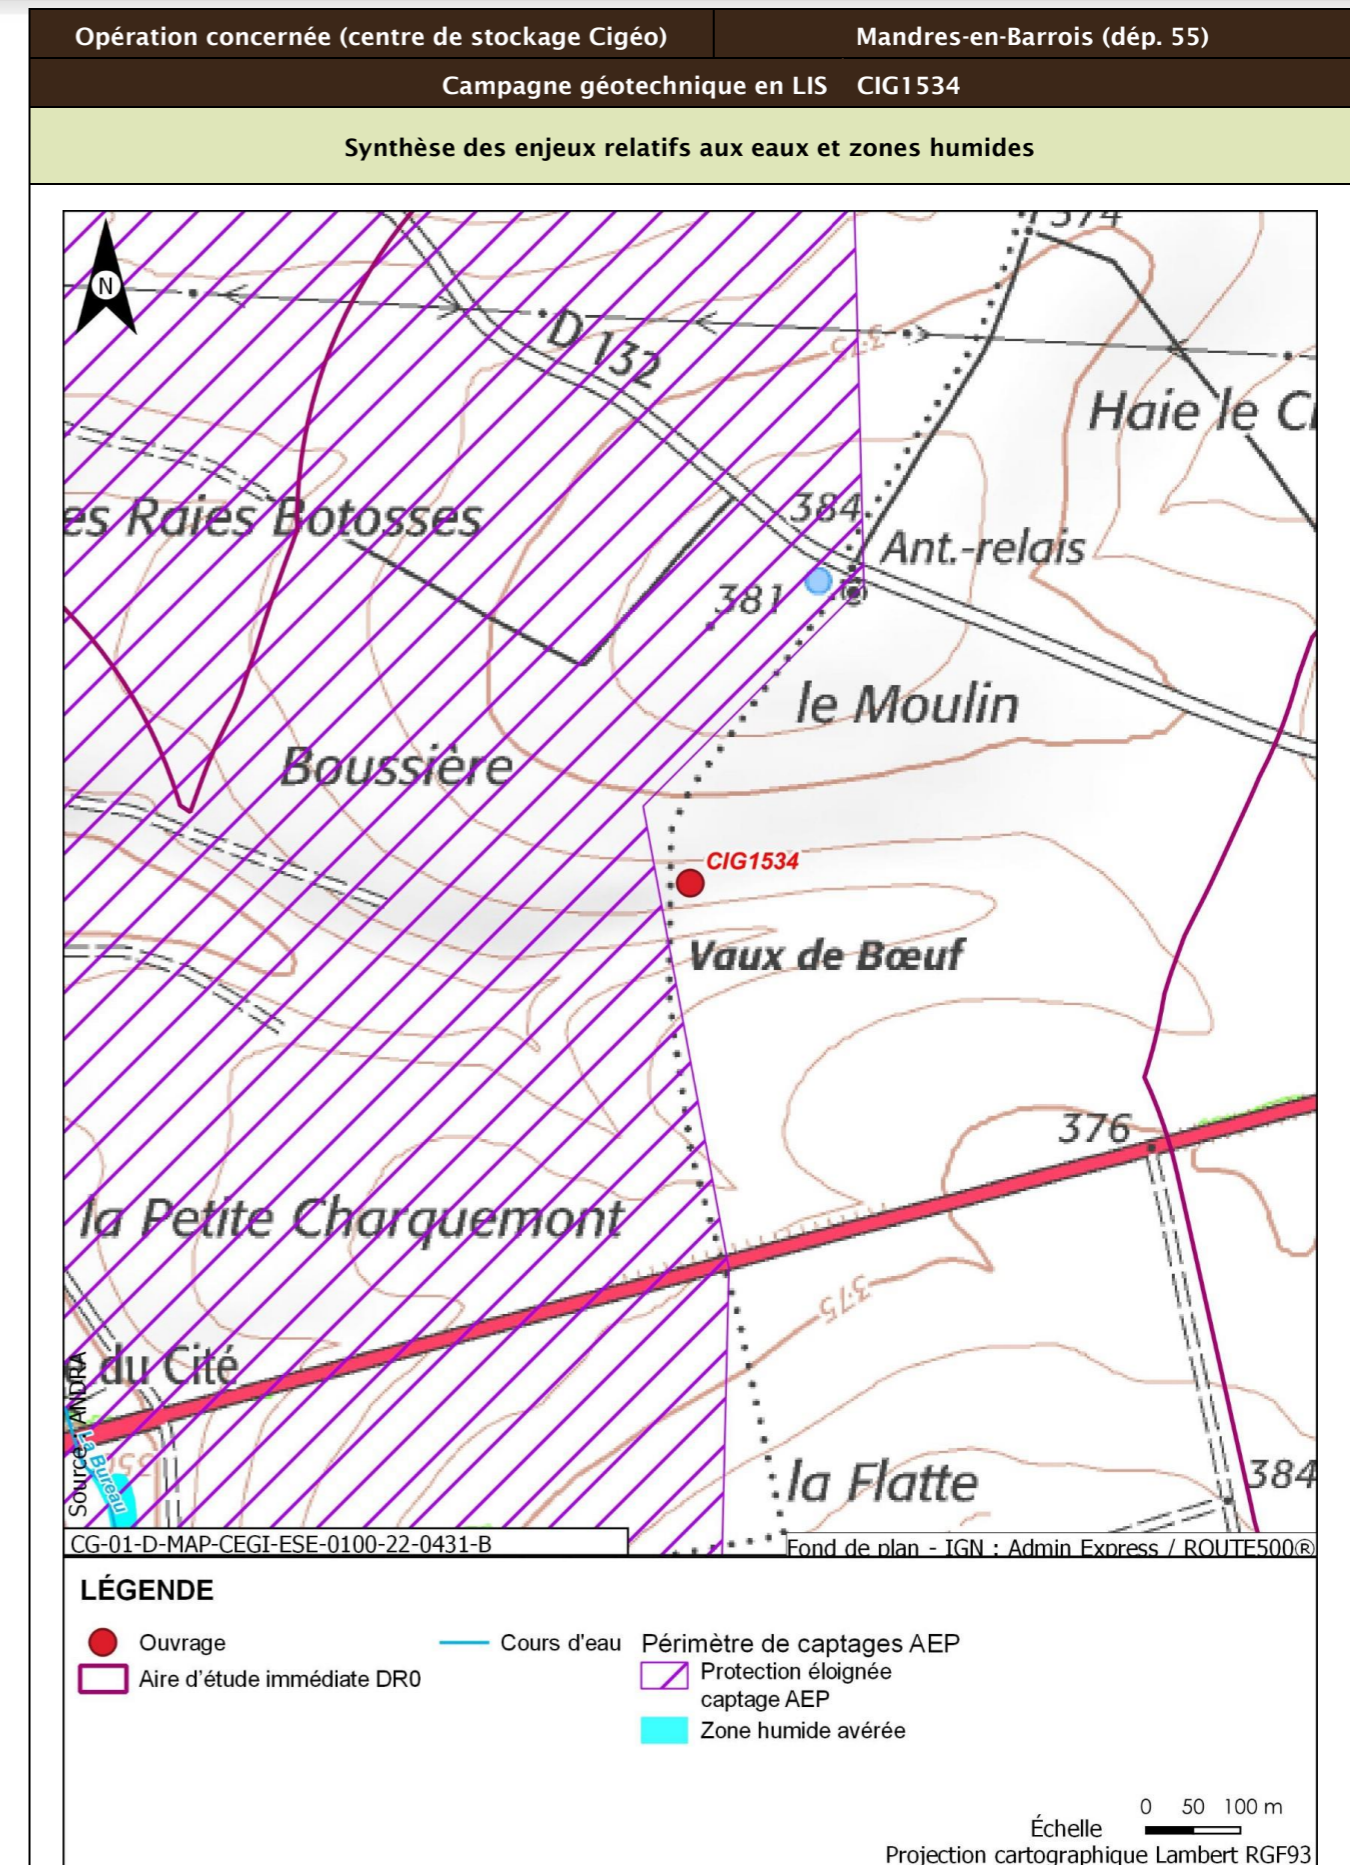 Opération concernée (centre de stockage Cigéo) Mandres-en-Barrois (dép. 55)
Campagne géotechnique en LIS CIG1534
Synthèse des enjeux relatifs aux eaux et zones humides
374
N
D 132
375
Haie le
es Raies Botosses
384
Ant.-relais
381
le Moulin
Boussière
CIG1534
Vaux de Bœuf
376
la Petite Charquemont
375
du Cité
Source : ANDRA
La Bureau
350
la Flatte
384
CG-01-D-MAP-CEGI-ESE-0100-22-0431-B
Fond de plan - IGN : Admin Express / ROUTE500®
LÉGENDE
Ouvrage
Cours d'eau
Périmètre de captages AEP
Aire d'étude immédiate DR0
Protection éloignée
captage AEP
Zone humide avérée
0 50 100 m
Échelle
Projection cartographique Lambert RGF93